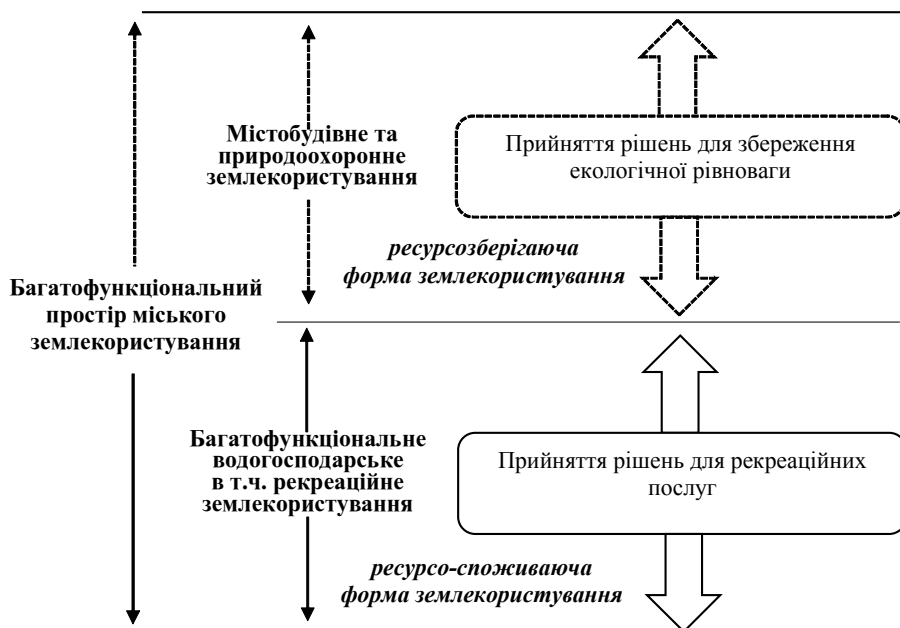 Містобудівне та
природоохоронне
землекористування
Прийняття рішень для збереження
екологічної рівноваги
ресурсозберігаюча
форма землекористування
Багатофункціональний
простір міського
землекористування
Багатофункціональне
водогосподарське
в т.ч. рекреаційне
землекористування
Прийняття рішень для рекреаційних
послуг
ресурсо-споживаюча
форма землекористування